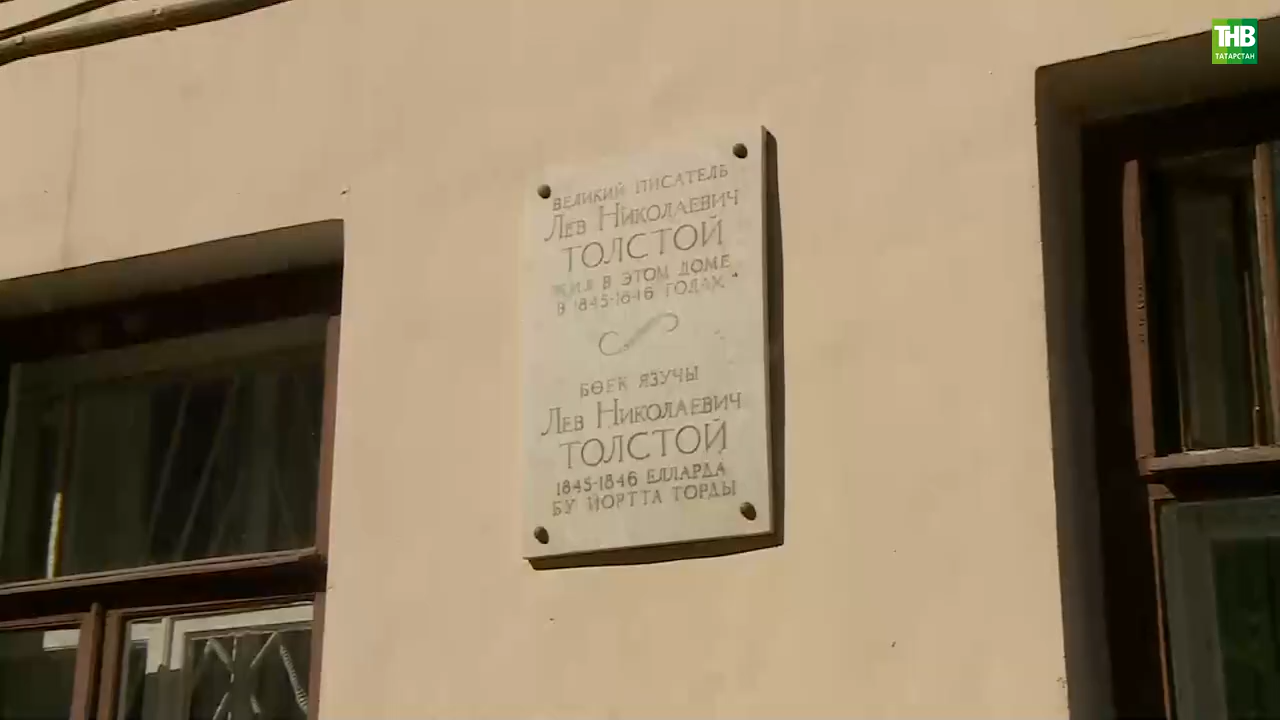 ТНВ
ТАТАРСТАН
ВЕЛИКИЙ ПИСАТЕЛЬ
ЛЕВ НИКОЛАЕВИЧ
ТОЛСТОЙ
ЖИЛ В ЭТОМ ДОМЕ
В 1845-1846 ГОДАХ.
БӨЕК ЯЗУЧЫ
ЛЕВ НИКОЛАЕВИЧ
ТОЛСТОЙ
1845-1846 ЕЛЛАРДА
БУ ЙОРТТА ТОРДЫ